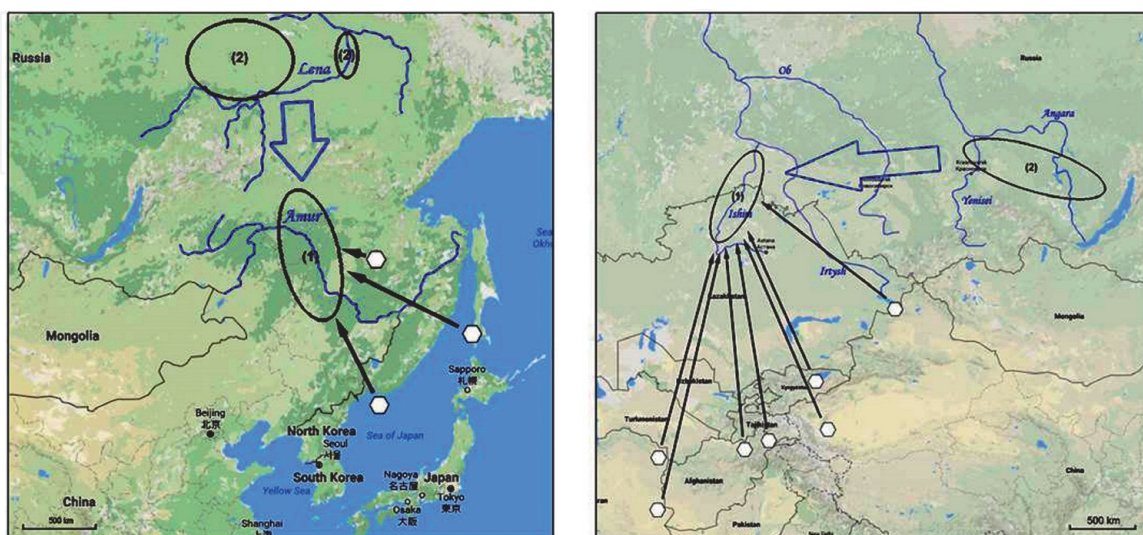 Russia
(2)
(2)
Lena
Amur
(1)
Sea
Okho
Mongolia
Sapporo
札幌
Beijing
北京
North Korea
Seoul
서울
South Korea
Sea of Japan
Nagoya
名古屋
Japan
Tokyo
東京
Osaka
大阪
Yellow Sea
China
Shanghai
上海
500 km
Ob
Russia
Angara
(2)
Yenisei
(1)
Ishim
Irtysh
Kazakhstan
Mongolia
Uzbekistan
Turkmenistan
Tajikistan
Afghanistan
ran
Pakistan
China
500 km